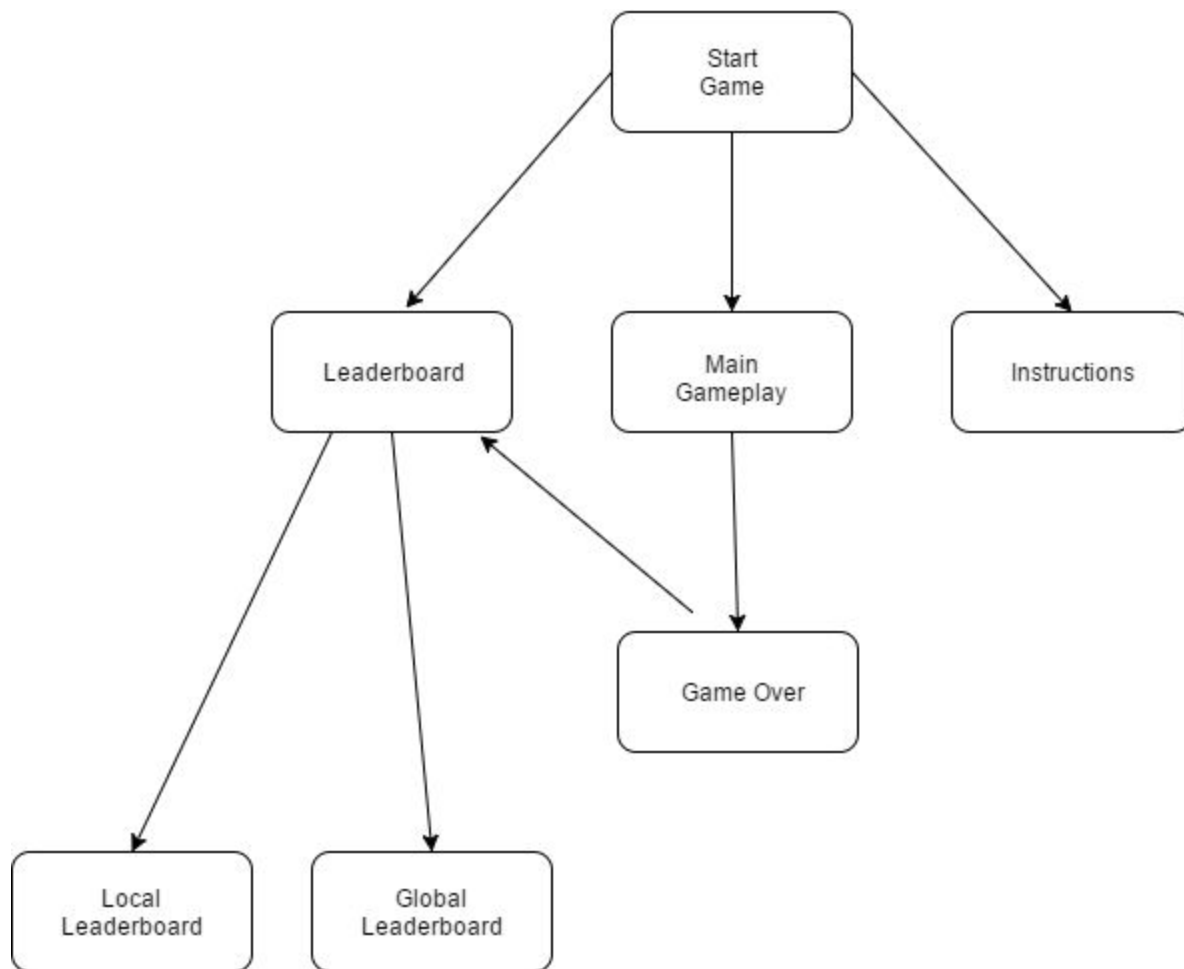 Start
Game
Leaderboard
Main
Gameplay
Instructions
Game Over
Local
Leaderboard
Global
Leaderboard